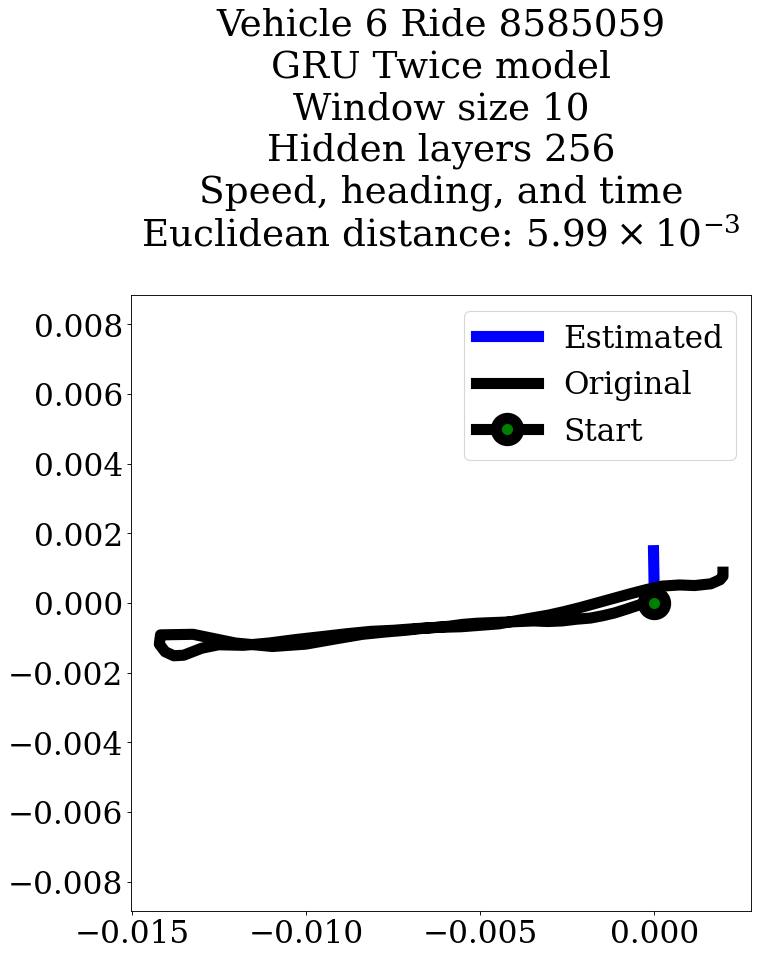 Vehicle 6 Ride 8585059
GRU Twice model
Window size 10
Hidden layers 256
Speed, heading, and time
Euclidean distance: 5.99 × 10⁻³
Estimated
Original
Start
0.008
0.006
0.004
0.002
0.000
−0.002
−0.004
−0.006
−0.008
−0.015 −0.010 −0.005 0.000